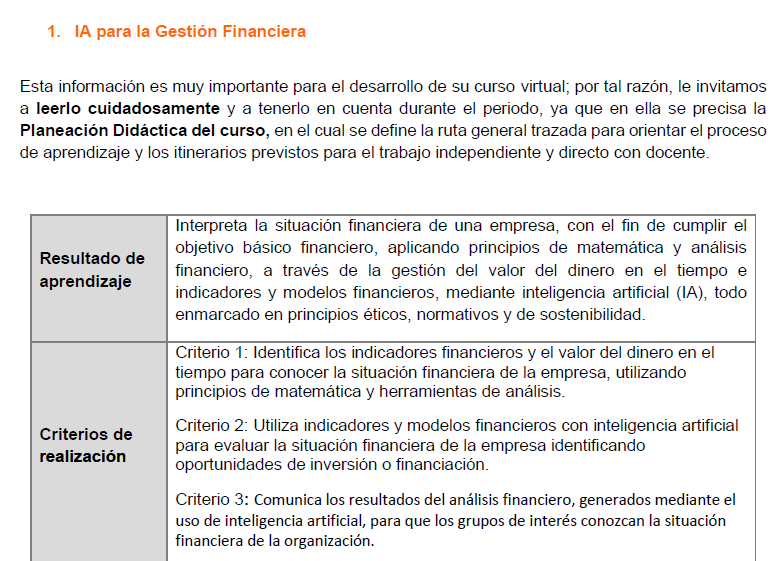 1. IA para la Gestión Financiera
Esta información es muy importante para el desarrollo de su curso virtual; por tal razón, le invitamos
a leerlo cuidadosamente y a tenerlo en cuenta durante el periodo, ya que en ella se precisa la
Planeación Didáctica del curso, en el cual se define la ruta general trazada para orientar el proceso
de aprendizaje y los itinerarios previstos para el trabajo independiente y directo con docente.
Resultado de
aprendizaje
Interpreta la situación financiera de una empresa, con el fin de cumplir el
objetivo básico financiero, aplicando principios de matemática y análisis
financiero, a través de la gestión del valor del dinero en el tiempo e
indicadores y modelos financieros, mediante inteligencia artificial (IA), todo
enmarcado en principios éticos, normativos y de sostenibilidad.
Criterios de
realización
Criterio 1: Identifica los indicadores financieros y el valor del dinero en el
tiempo para conocer la situación financiera de la empresa, utilizando
principios de matemática y herramientas de análisis.
Criterio 2: Utiliza indicadores y modelos financieros con inteligencia artificial
para evaluar la situación financiera de la empresa identificando
oportunidades de inversión o financiación.
Criterio 3: Comunica los resultados del análisis financiero, generados mediante el
uso de inteligencia artificial, para que los grupos de interés conozcan la situación
financiera de la organización.